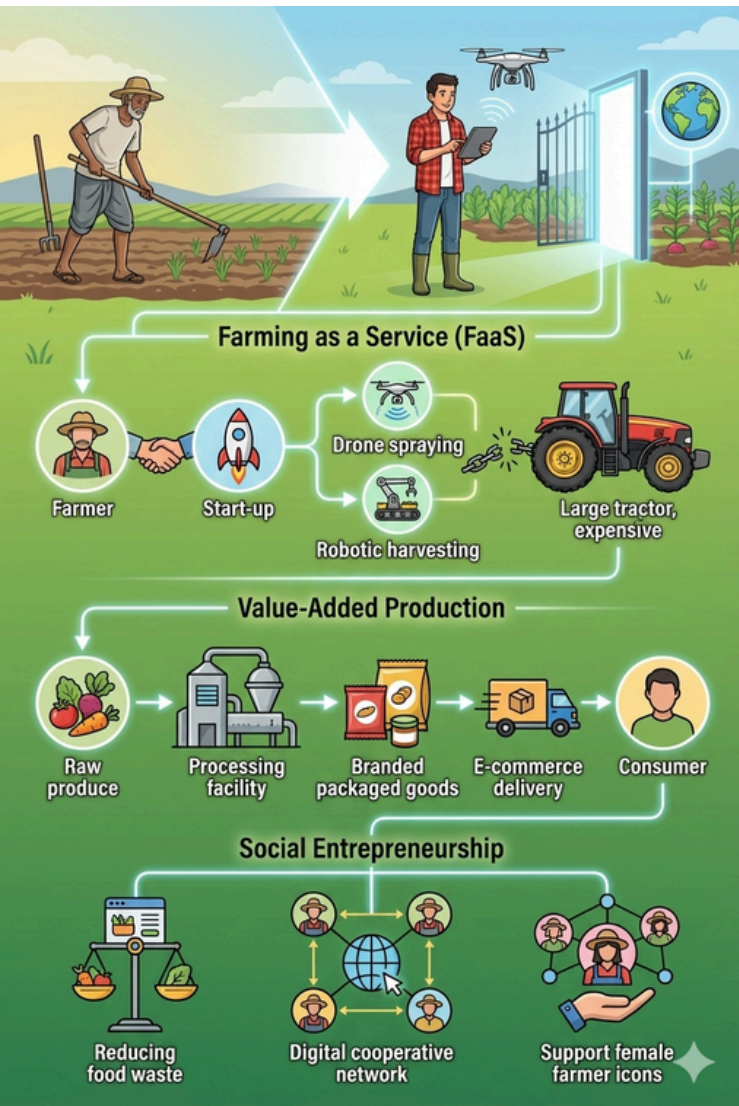 Farming as a Service (FaaS)
Farmer
Start-up
Drone spraying
Robotic harvesting
Large tractor,
expensive
Value-Added Production
Raw
produce
Processing
facility
Branded
packaged goods
E-commerce
delivery
Consumer
Social Entrepreneurship
Reducing
food waste
Digital cooperative
network
Support female
farmer icons